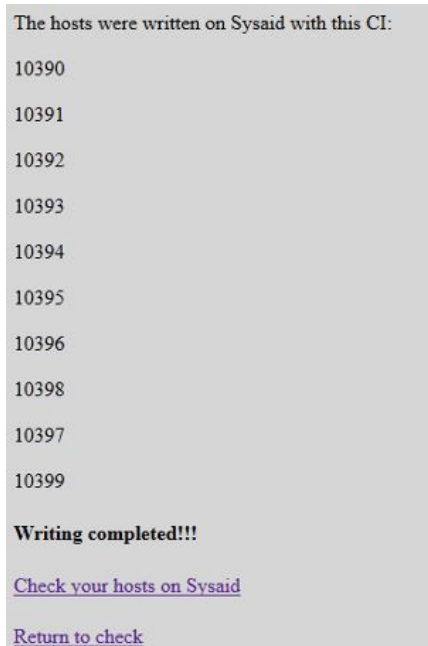 The hosts were written on Sysaid with this CI:
10390
10391
10392
10393
10394
10395
10396
10398
10397
10399
Writing completed!!!
Check your hosts on Sysaid
Return to check